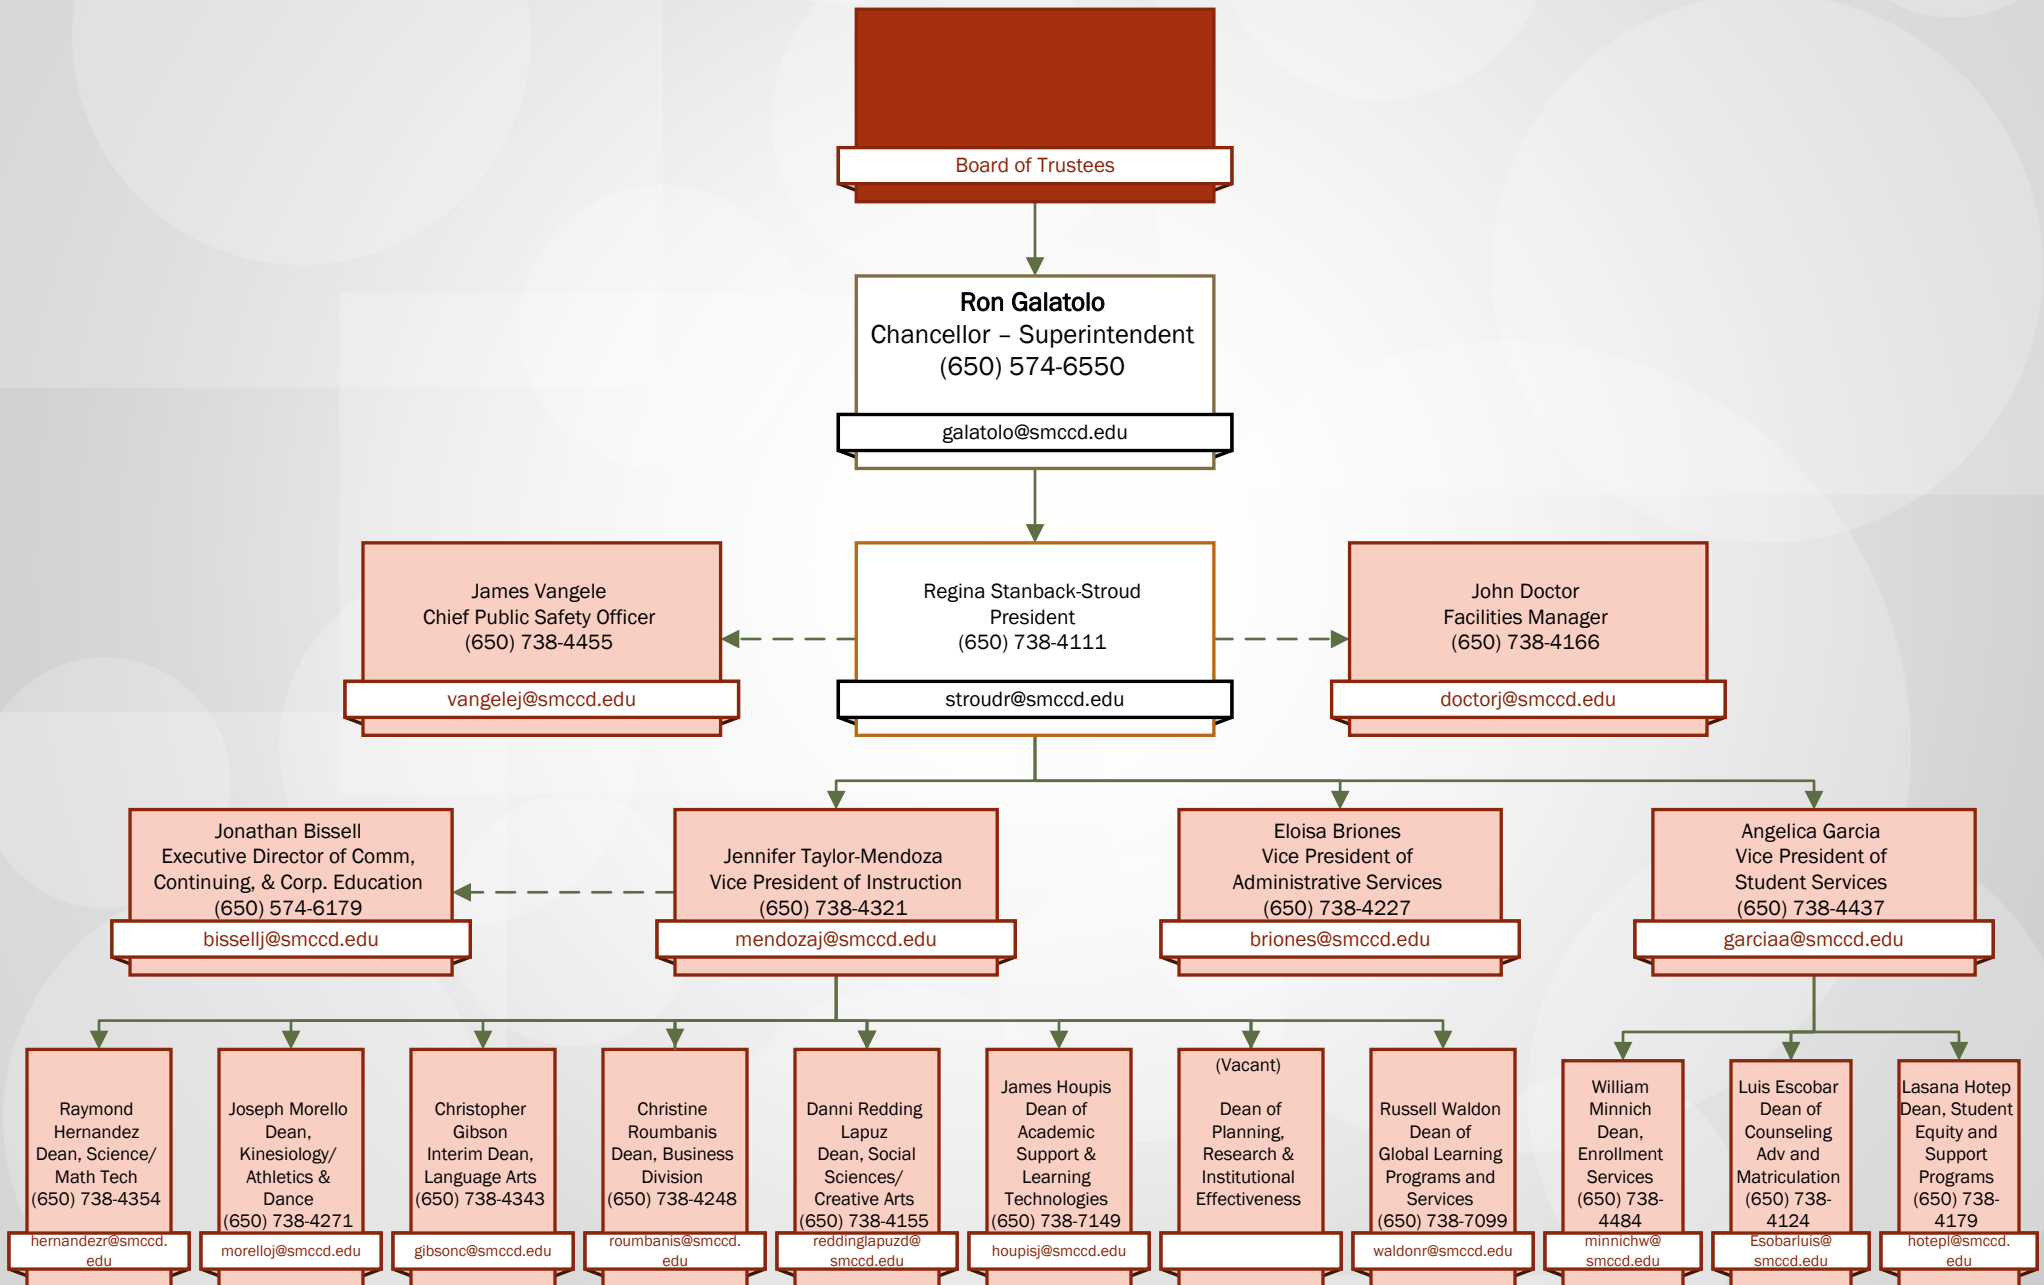 Board of Trustees
Ron Galatolo
Chancellor – Superintendent
(650) 574-6550
galatolo@smccd.edu
James Vangele
Chief Public Safety Officer
(650) 738-4455
vangelej@smccd.edu
Regina Stanback-Stroud
President
(650) 738-4111
stroudr@smccd.edu
John Doctor
Facilities Manager
(650) 738-4166
doctorj@smccd.edu
Jonathan Bissell
Executive Director of Comm,
Continuing, & Corp. Education
(650) 574-6179
bissellj@smccd.edu
Jennifer Taylor-Mendoza
Vice President of Instruction
(650) 738-4321
mendozaj@smccd.edu
Eloisa Briones
Vice President of
Administrative Services
(650) 738-4227
briones@smccd.edu
Angelica Garcia
Vice President of
Student Services
(650) 738-4437
garciaa@smccd.edu
Raymond
Hernandez
Dean, Science/
Math Tech
(650) 738-4354
hernandezr@smccd.
edu
Joseph Morello
Dean,
Kinesiology/
Athletics &
Dance
(650) 738-4271
morelloj@smccd.edu
Christopher
Gibson
Interim Dean,
Language Arts
(650) 738-4343
gibsonc@smccd.edu
Christine
Roumbanis
Dean, Business
Division
(650) 738-4248
roumbanis@smccd.
edu
Danni Redding
Lapuz
Dean, Social
Sciences/
Creative Arts
(650) 738-4155
reddinglapuzd@
smccd.edu
James Houpis
Dean of
Academic
Support &
Learning
Technologies
(650) 738-7149
houpisj@smccd.edu
(Vacant)
Dean of
Planning,
Research &
Institutional
Effectiveness
Russell Waldon
Dean of
Global Learning
Programs and
Services
(650) 738-7099
waldonr@smccd.edu
William
Minnich
Dean,
Enrollment
Services
(650) 738-
4484
minnichw@
smccd.edu
Luis Escobar
Dean of
Counseling
Adv and
Matriculation
(650) 738-
4124
Esobarluis@
smccd.edu
Lasana Hotep
Dean, Student
Equity and
Support
Programs
(650) 738-
4179
hotepl@smccd.
edu